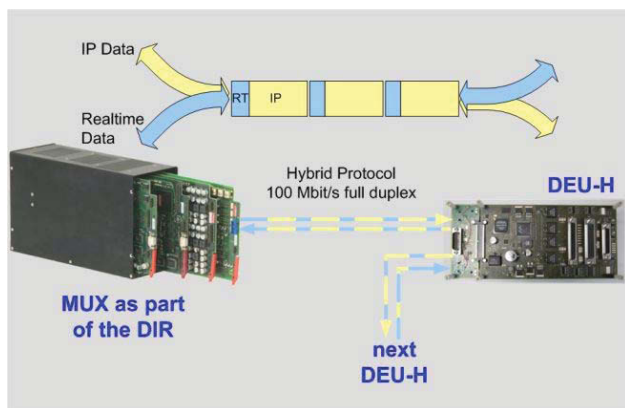 IP Data
RT
IP
Realtime
Data
Hybrid Protocol
100 Mbit/s full duplex
DEU-H
MUX as part
of the DIR
next
DEU-H